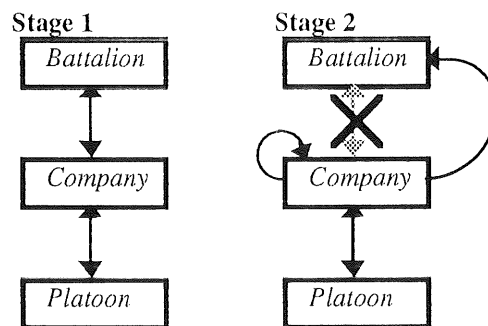 Stage 1
Stage 2
Battalion
Battalion
Company
Company
Platoon
Platoon